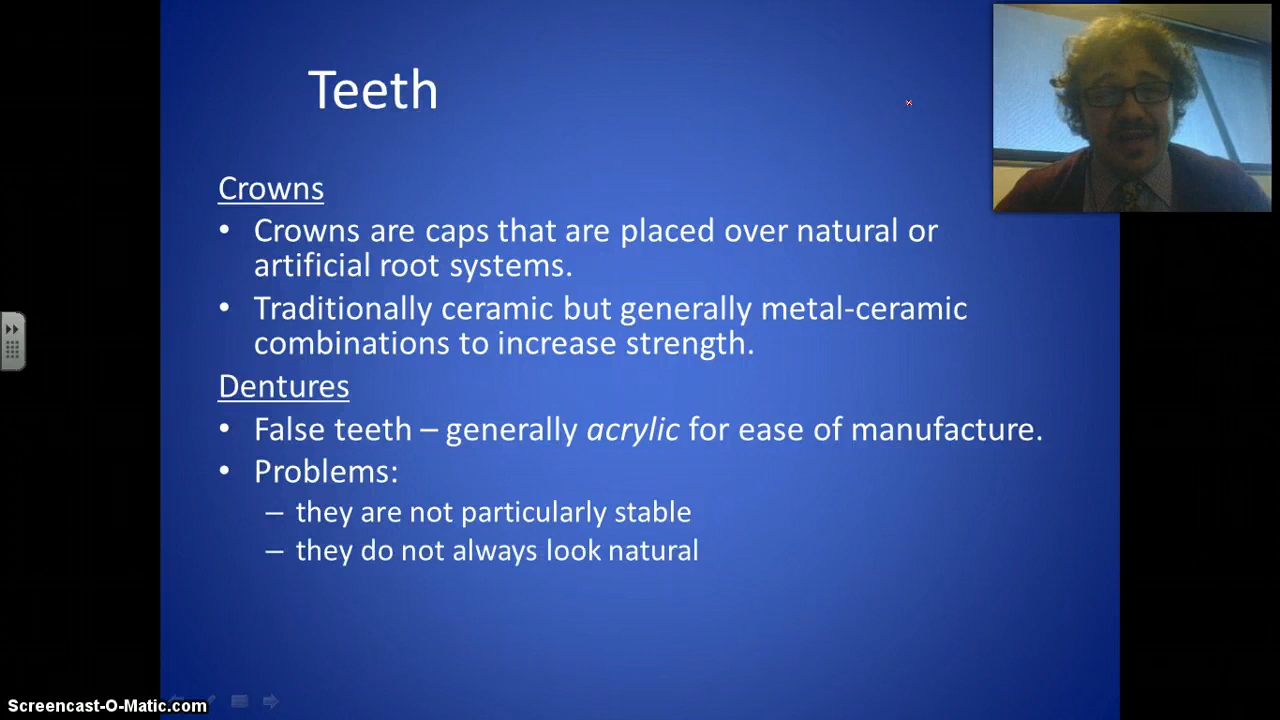 Teeth
Crowns
• Crowns are caps that are placed over natural or
artificial root systems.
• Traditionally ceramic but generally metal-ceramic
combinations to increase strength.
Dentures
• False teeth – generally acrylic for ease of manufacture.
• Problems:
– they are not particularly stable
– they do not always look natural
Screencast-O-Matic.com